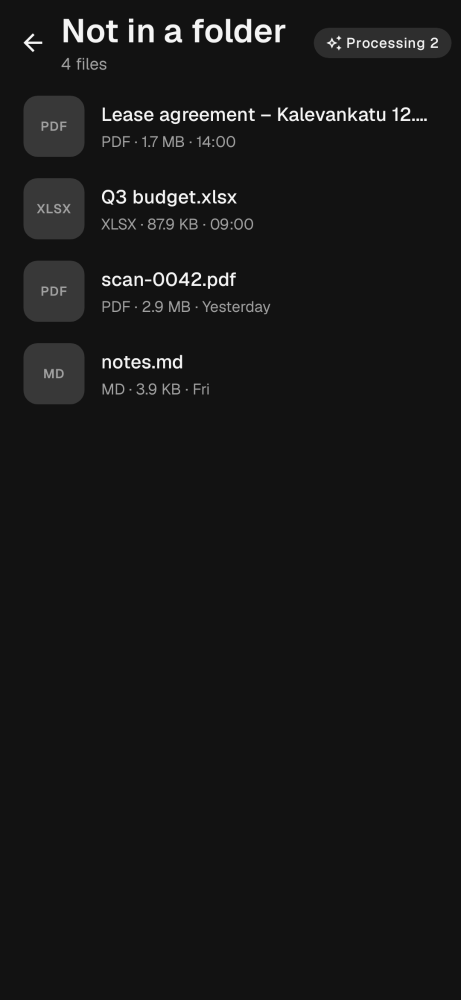 Not in a folder
4 files
Processing 2
PDF
Lease agreement – Kalevankatu 12....
PDF · 1.7 MB · 14:00
XLSX
Q3 budget.xlsx
XLSX · 87.9 KB · 09:00
PDF
scan-0042.pdf
PDF · 2.9 MB · Yesterday
MD
notes.md
MD · 3.9 KB · Fri